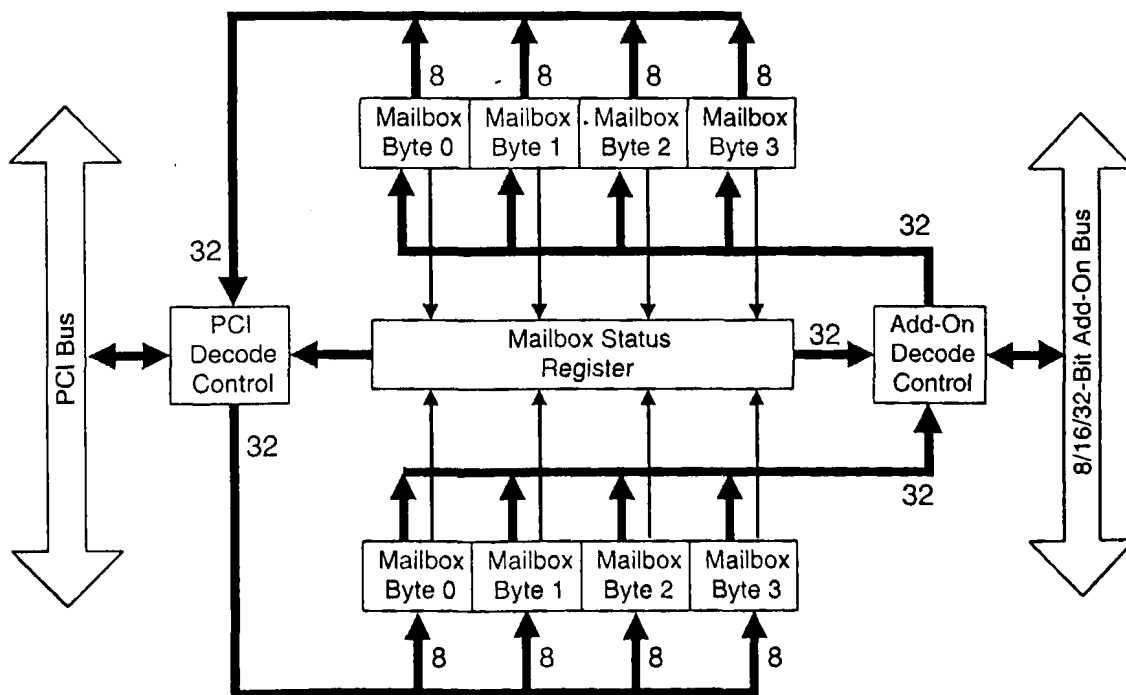 8 8 8 8
Mailbox Byte 0
Mailbox Byte 1
Mailbox Byte 2
Mailbox Byte 3
32
32
PCI Bus
PCI Decode Control
Mailbox Status Register
32
Add-On Decode Control
8/16/32-Bit Add-On Bus
32
32
Mailbox Byte 0
Mailbox Byte 1
Mailbox Byte 2
Mailbox Byte 3
8 8 8 8